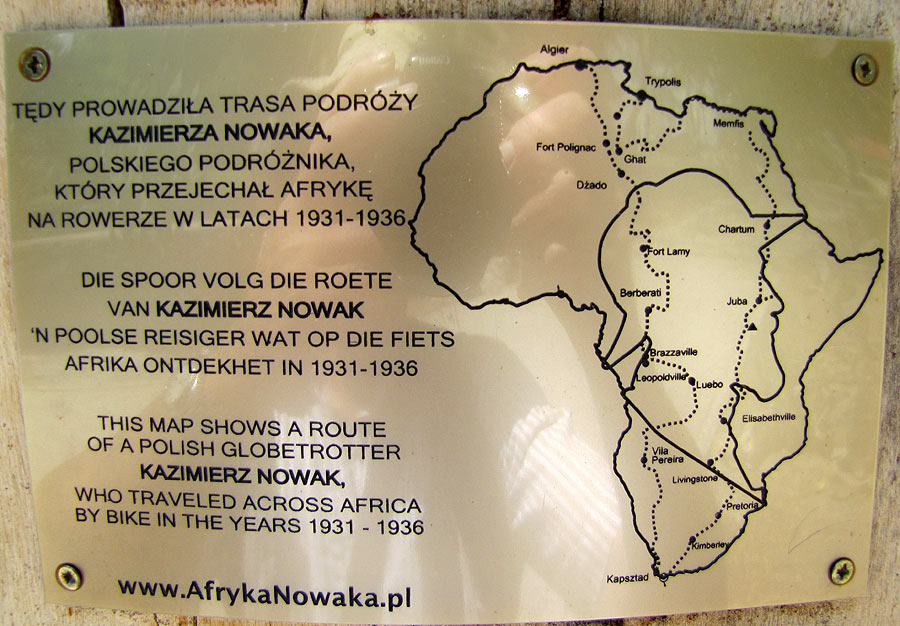 TĘDY PROWADZIŁA TRASA PODRÓŻY
KAZIMIERZA NOWAKA,
POLSKIEGO PODRÓŻNIKA,
KTÓRY PRZEJECHAŁ AFRYKĘ
NA ROWERZE W LATACH 1931-1936
DIE SPOOR VOLG DIE ROETE
VAN KAZIMIERZ NOWAK
'N POOLSE REISIGER WAT OP DIE FIETS
AFRIKA ONTDEKHET IN 1931-1936
THIS MAP SHOWS A ROUTE
OF A POLISH GLOBETROTTER
KAZIMIERZ NOWAK,
WHO TRAVELED ACROSS AFRICA
BY BIKE IN THE YEARS 1931 - 1936
www.AfrykaNowaka.pl
Algier
Trypolis
Memfis
Fort Polignac
Ghat
Dżado
Chartum
Fort Lamy
Berberati
Juba
Brazzaville
Leopoldville
Luebo
Elisabethville
Vila
Pereira
Livingstone
Pretoria
Kimberley
Kapsztad